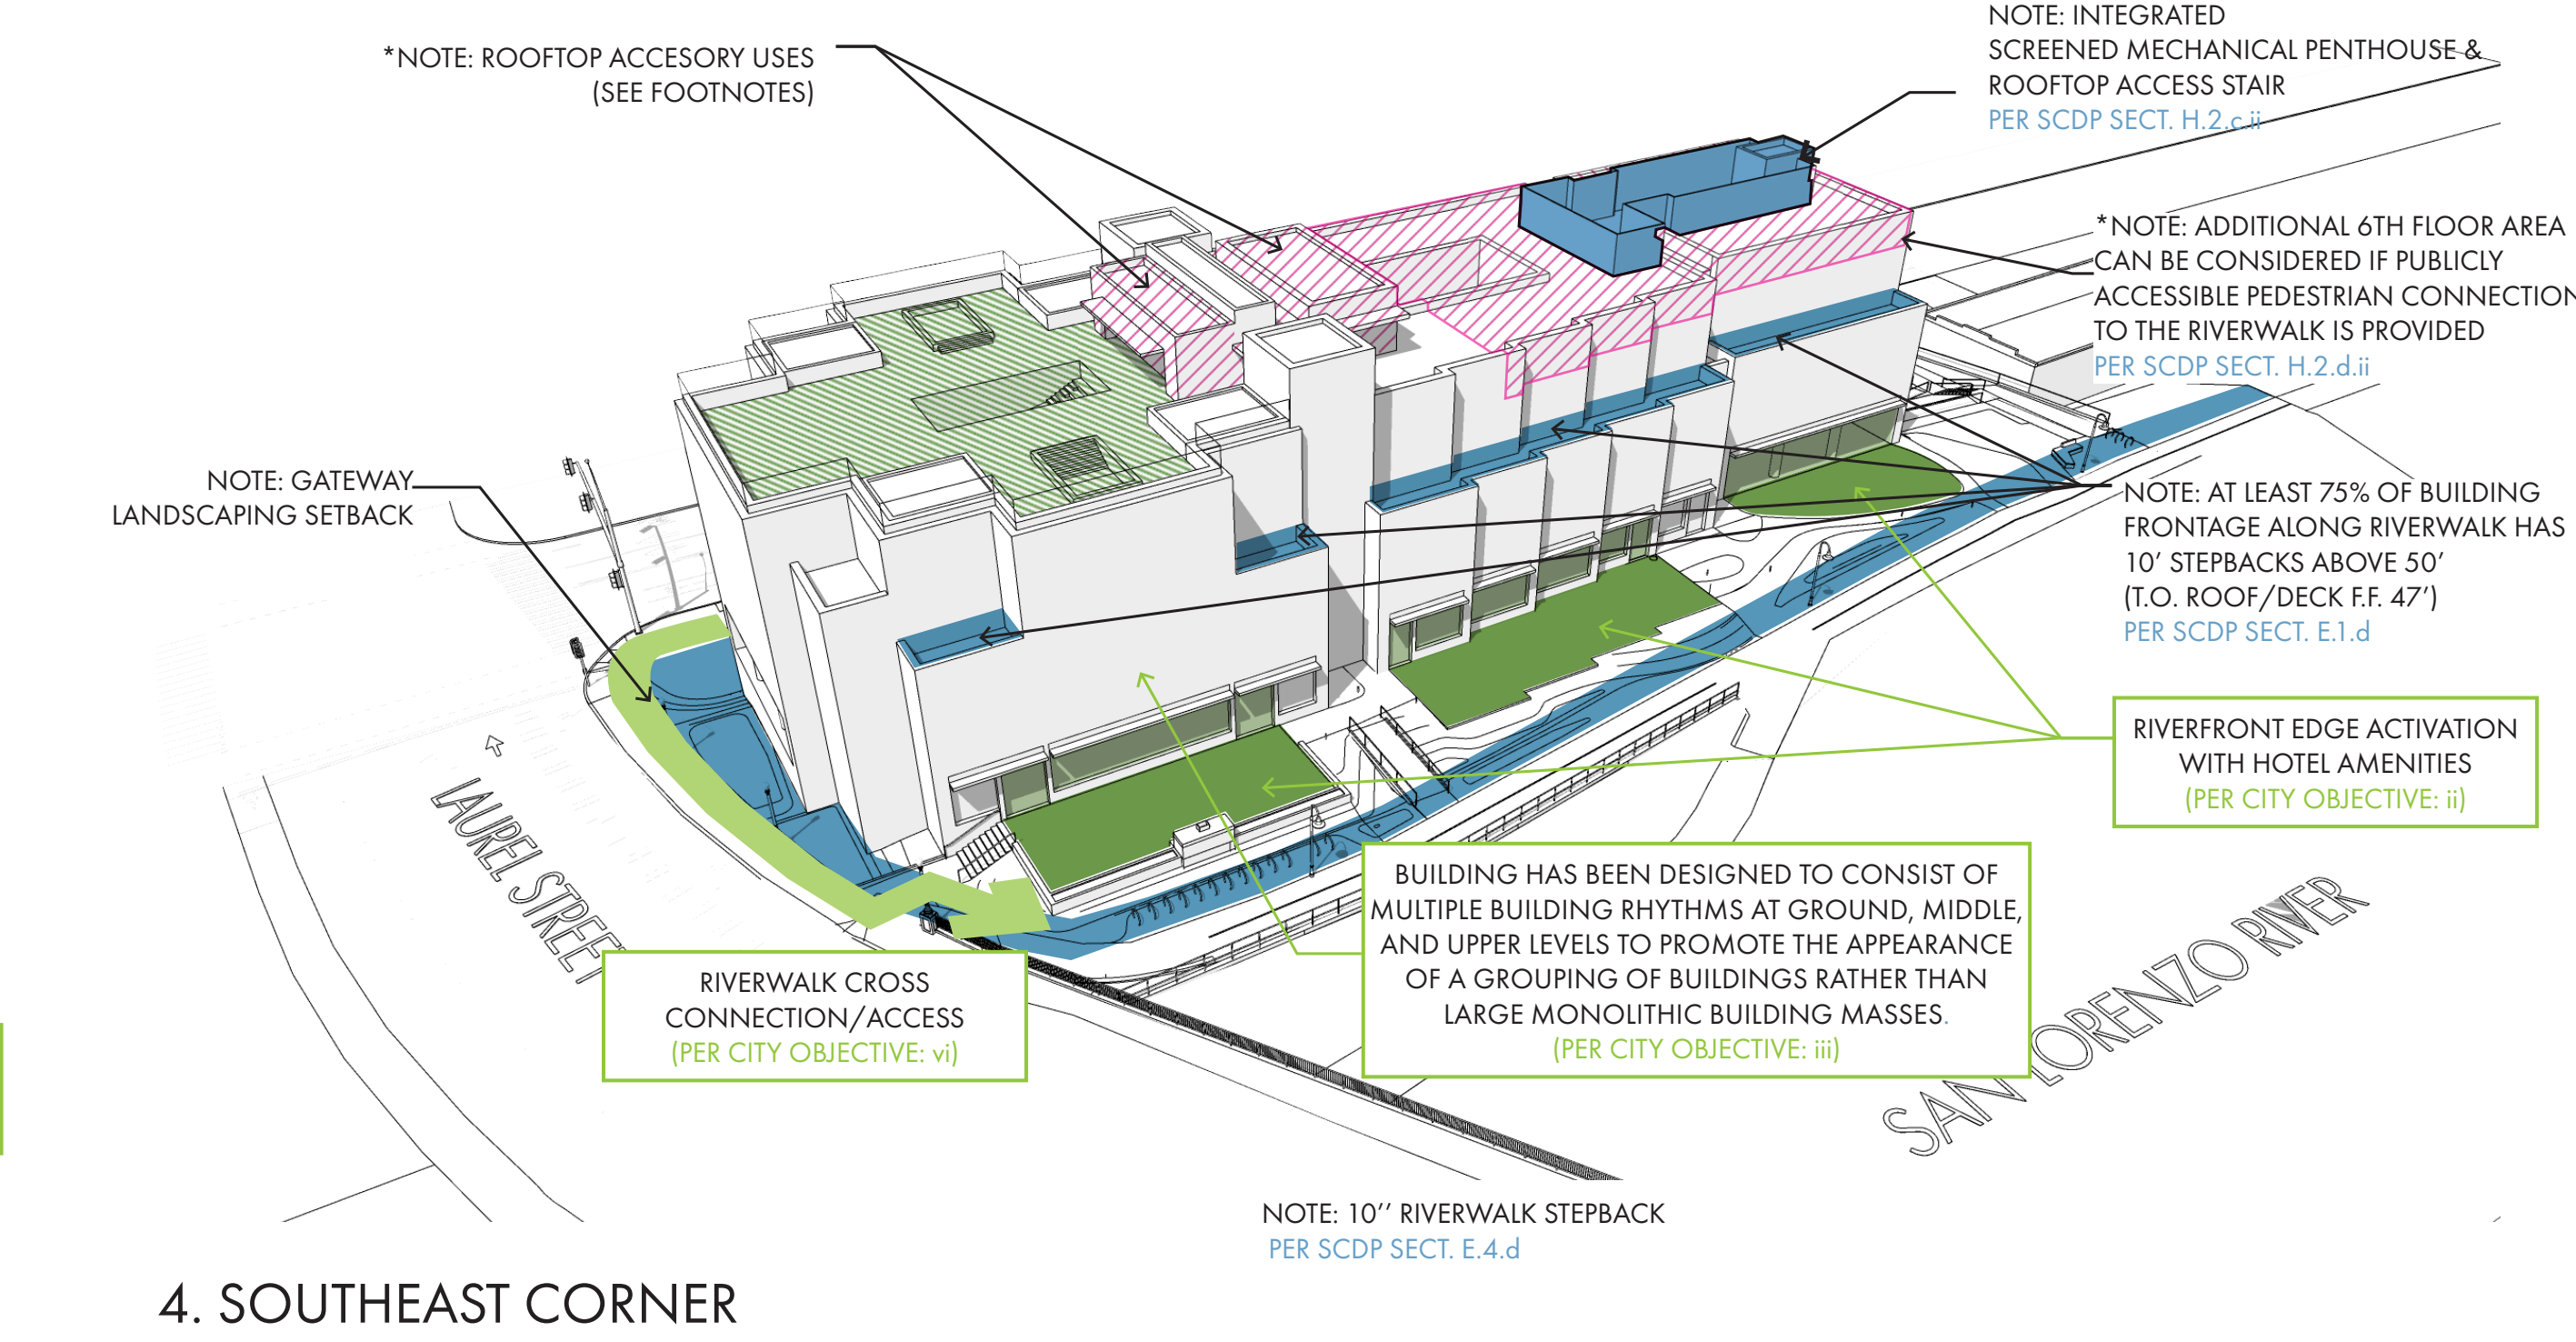 *NOTE: ROOFTOP ACCESORY USES
(SEE FOOTNOTES)
NOTE: INTEGRATED
SCREENED MECHANICAL PENTHOUSE &
ROOFTOP ACCESS STAIR
PER SCDP SECT. H.2.c.ii
*NOTE: ADDITIONAL 6TH FLOOR AREA
CAN BE CONSIDERED IF PUBLICLY
ACCESSIBLE PEDESTRIAN CONNECTION
TO THE RIVERWALK IS PROVIDED
PER SCDP SECT. H.2.d.ii
NOTE: GATEWAY
LANDSCAPING SETBACK
NOTE: AT LEAST 75% OF BUILDING
FRONTAGE ALONG RIVERWALK HAS
10’ STEPBACKS ABOVE 50’
(T.O. ROOF/DECK F.F. 47’)
PER SCDP SECT. E.1.d
RIVERFRONT EDGE ACTIVATION
WITH HOTEL AMENITIES
(PER CITY OBJECTIVE: ii)
LAUREL STREET
BUILDING HAS BEEN DESIGNED TO CONSIST OF
MULTIPLE BUILDING RHYTHMS AT GROUND, MIDDLE,
AND UPPER LEVELS TO PROMOTE THE APPEARANCE
OF A GROUPING OF BUILDINGS RATHER THAN
LARGE MONOLITHIC BUILDING MASSES.
(PER CITY OBJECTIVE: iii)
RIVERWALK CROSS
CONNECTION/ACCESS
(PER CITY OBJECTIVE: vi)
SAN LORENZO RIVER
NOTE: 10’’ RIVERWALK STEPBACK
PER SCDP SECT. E.4.d
4. SOUTHEAST CORNER